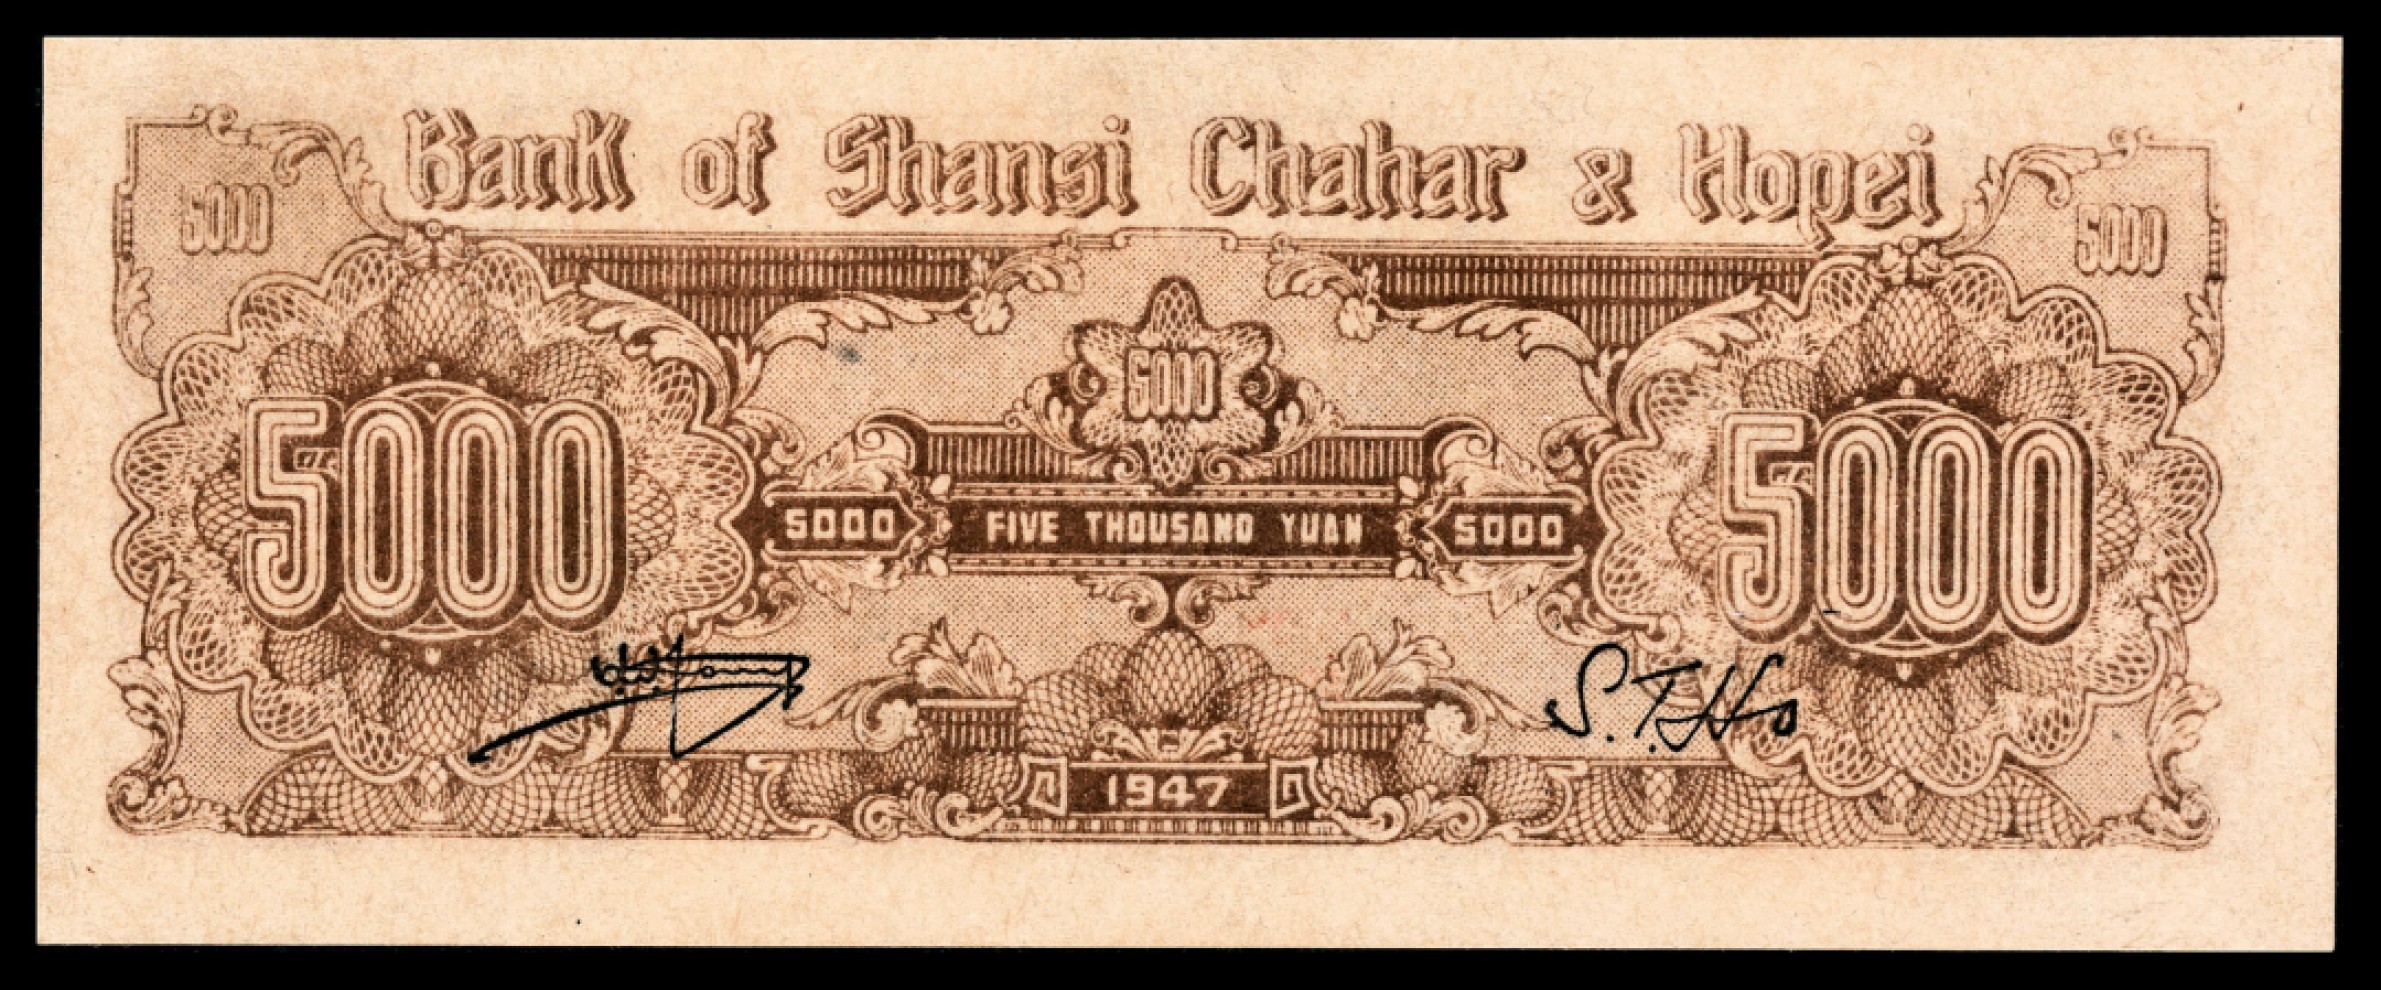 Bank of Shansi Chahar & Hopei
5000
5000
5000
5000
5000
5000
FIVE THOUSAND YUAN
5000
S.T. Ho
1947